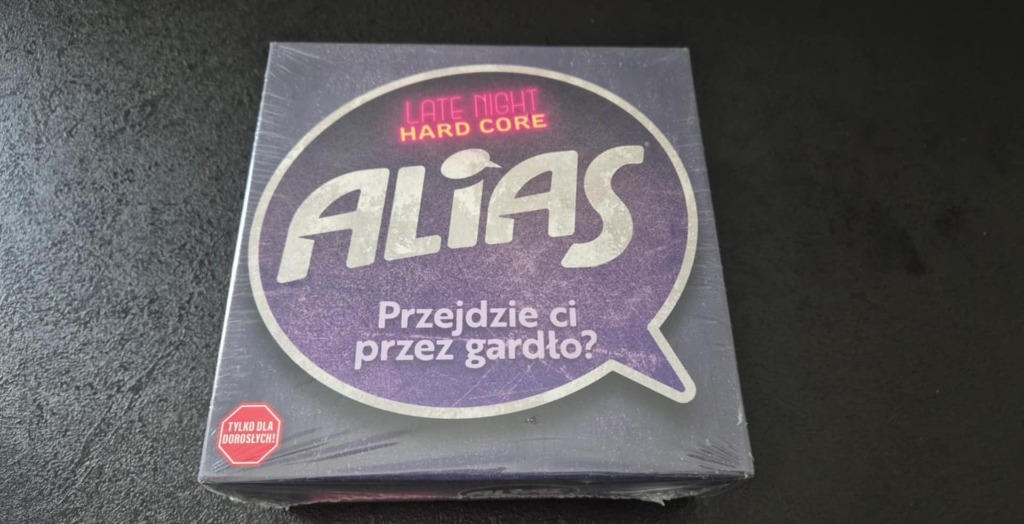 LATE NIGHT
HARD CORE
ALiAS
Przejdzie ci
przez gardło?
TYLKO DLA
DOROSŁYCH!